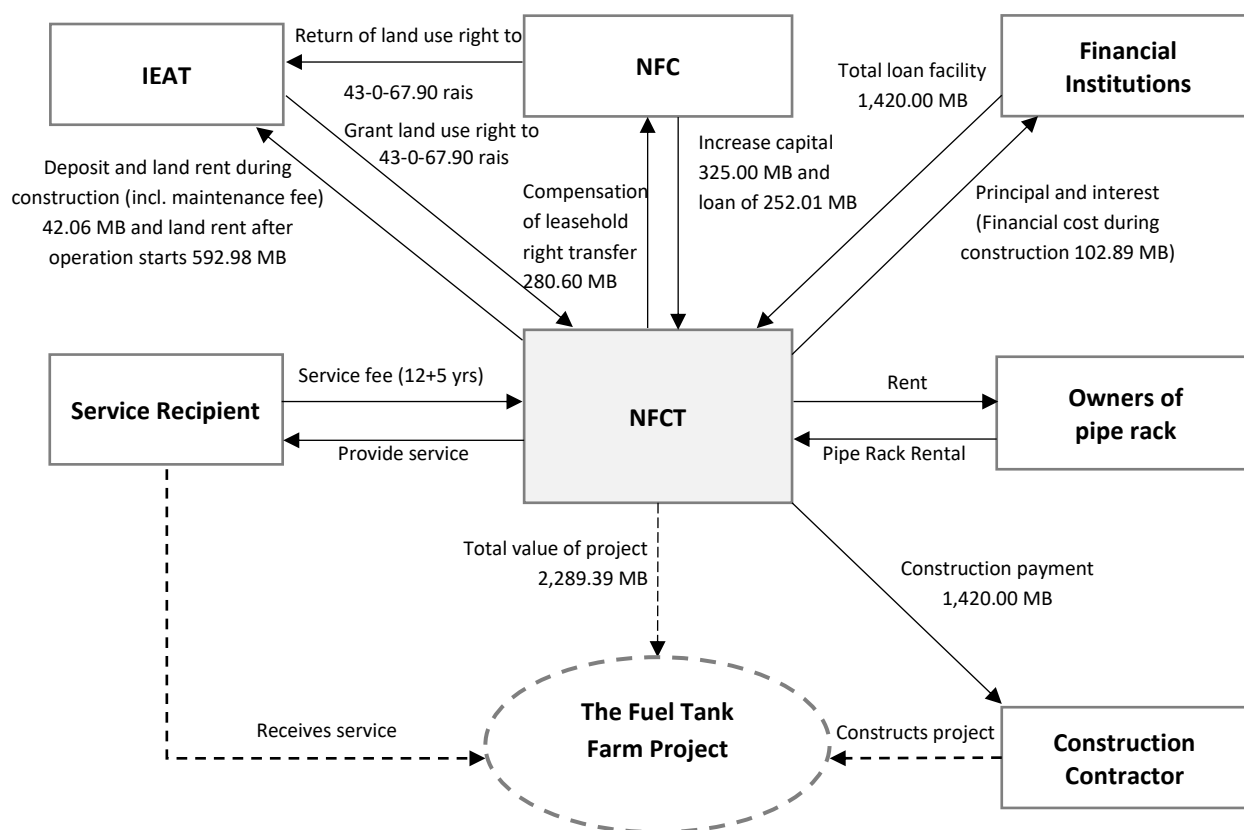 Return of land use right to
IEAT
43-0-67.90 rais
NFC
Total loan facility
1,420.00 MB
Financial
Institutions
Grant land use right to
43-0-67.90 rais
Deposit and land rent during
construction (incl. maintenance fee)
42.06 MB and land rent after
operation starts 592.98 MB
Compensation
of leasehold
right transfer
280.60 MB
Increase capital
325.00 MB and
loan of 252.01 MB
Principal and interest
(Financial cost during
construction 102.89 MB)
Service Recipient
Service fee (12+5 yrs)
Provide service
NFCT
Rent
Pipe Rack Rental
Owners of
pipe rack
Total value of project
2,289.39 MB
Construction payment
1,420.00 MB
Receives service
The Fuel Tank
Farm Project
Constructs project
Construction
Contractor